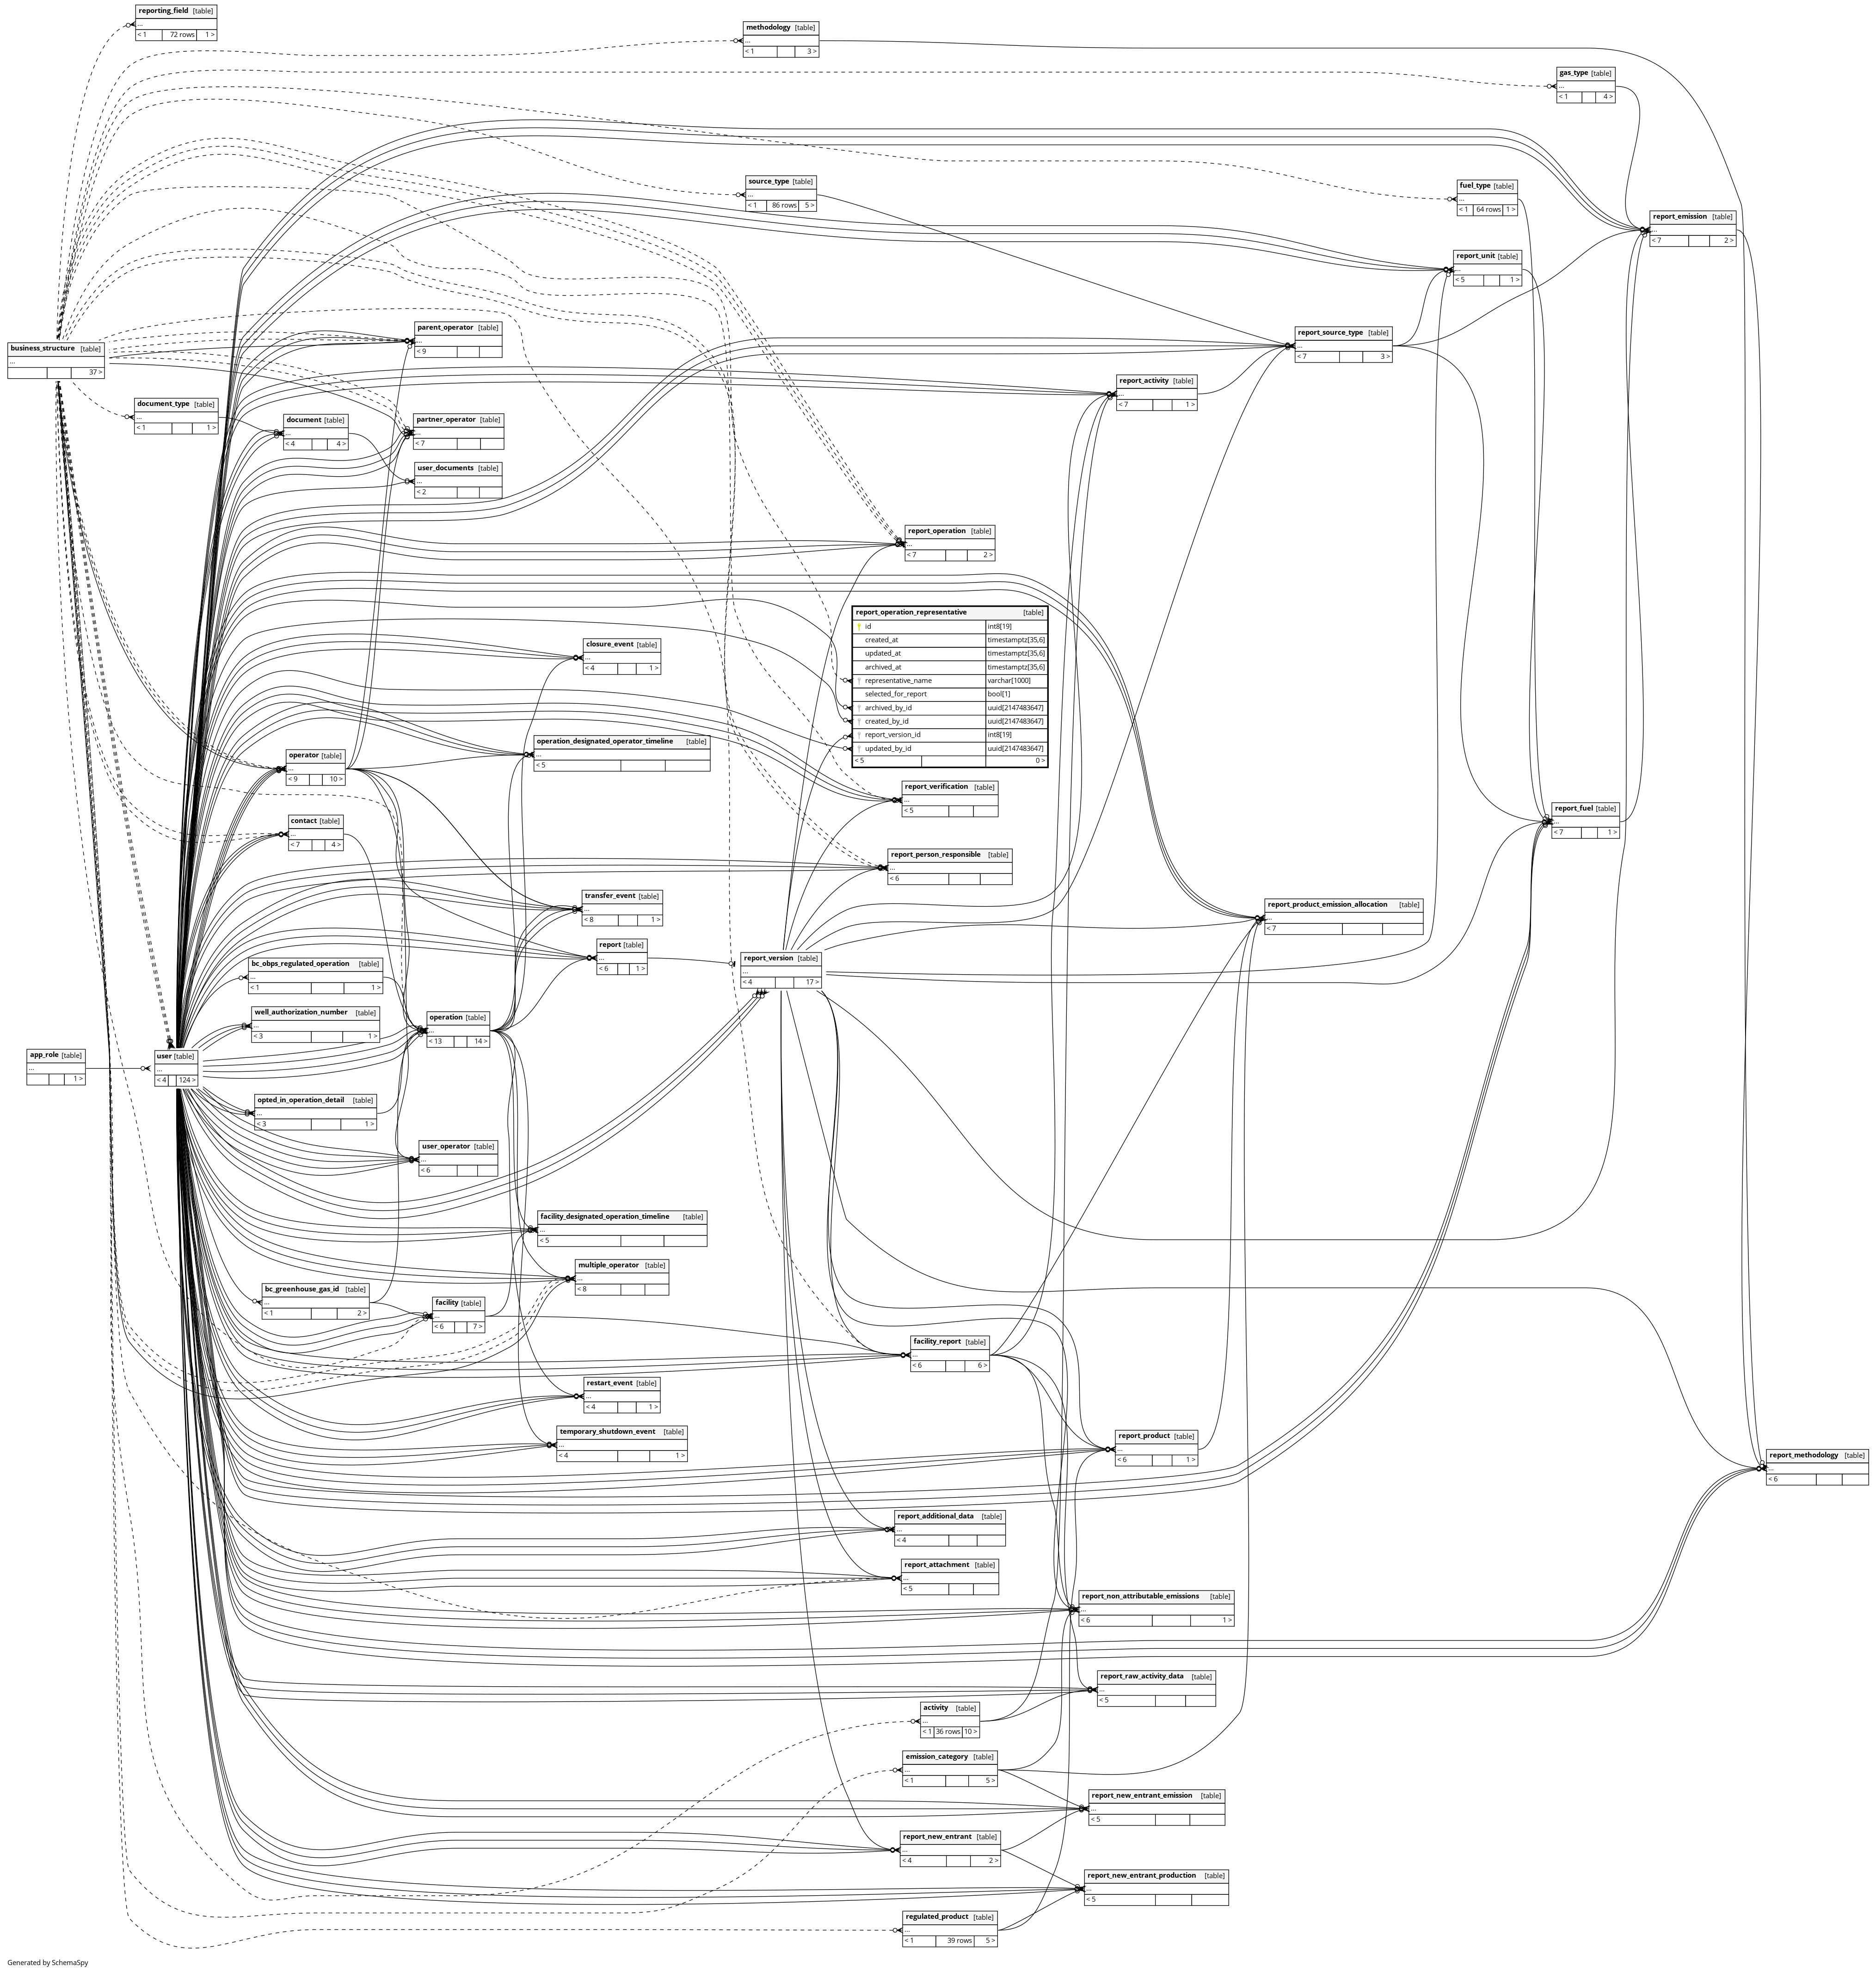 reporting_field [table]
...
< 1 72 rows 1 >
methodology [table]
...
< 1 3 >
gas_type [table]
...
< 1 4 >
source_type [table]
...
< 1 86 rows 5 >
fuel_type [table]
...
< 1 64 rows 1 >
report_emission [table]
...
< 7 2 >
report_unit [table]
...
< 5 1 >
parent_operator [table]
...
< 9
report_source_type [table]
...
< 7 3 >
business_structure [table]
...
37 >
report_activity [table]
...
< 7 1 >
document_type [table]
...
< 1 1 >
document [table]
...
< 4 4 >
partner_operator [table]
...
< 7
user_documents [table]
...
< 2
report_operation [table]
...
< 7 2 >
report_operation_representative [table]
id int8[19]
created_at timestamptz[35,6]
updated_at timestamptz[35,6]
archived_at timestamptz[35,6]
representative_name varchar[1000]
selected_for_report bool[1]
archived_by_id uuid[2147483647]
created_by_id uuid[2147483647]
report_version_id int8[19]
updated_by_id uuid[2147483647]
< 5 0 >
closure_event [table]
...
< 4 1 >
operation_designated_operator_timeline [table]
...
< 5
operator [table]
...
< 9 10 >
report_verification [table]
...
< 5
report_fuel [table]
...
< 7 1 >
contact [table]
...
< 7 4 >
report_person_responsible [table]
...
< 6
transfer_event [table]
...
< 8 1 >
report_product_emission_allocation [table]
...
< 7
report [table]
...
< 6 1 >
report_version [table]
...
< 4 17 >
bc_obps_regulated_operation [table]
...
< 1 1 >
well_authorization_number [table]
...
< 3 1 >
operation [table]
...
< 13 14 >
app_role [table]
...
1 >
user [table]
...
< 4 124 >
opted_in_operation_detail [table]
...
< 3 1 >
user_operator [table]
...
< 6
facility_designated_operation_timeline [table]
...
< 5
multiple_operator [table]
...
< 8
bc_greenhouse_gas_id [table]
...
< 1 2 >
facility [table]
...
< 6 7 >
facility_report [table]
...
< 6 6 >
restart_event [table]
...
< 4 1 >
temporary_shutdown_event [table]
...
< 4 1 >
report_product [table]
...
< 6 1 >
report_methodology [table]
...
< 6
report_additional_data [table]
...
< 4
report_attachment [table]
...
< 5
report_non_attributable_emissions [table]
...
< 6 1 >
report_raw_activity_data [table]
...
< 5
activity [table]
...
< 1 36 rows 10 >
emission_category [table]
...
< 1 5 >
report_new_entrant_emission [table]
...
< 5
report_new_entrant [table]
...
< 4 2 >
report_new_entrant_production [table]
...
< 5
regulated_product [table]
...
< 1 39 rows 5 >
Generated by SchemaSpy